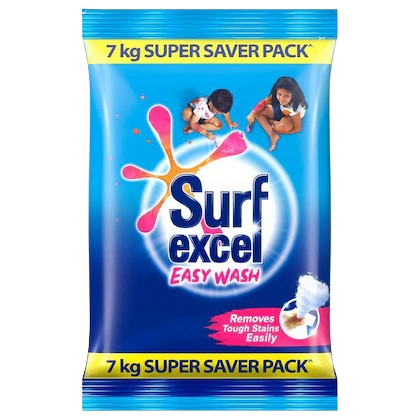 7 kg SUPER SAVER PACK^
Surf
excel
EASY WASH
Removes
Tough Stains
Easily
7 kg SUPER SAVER PACK^